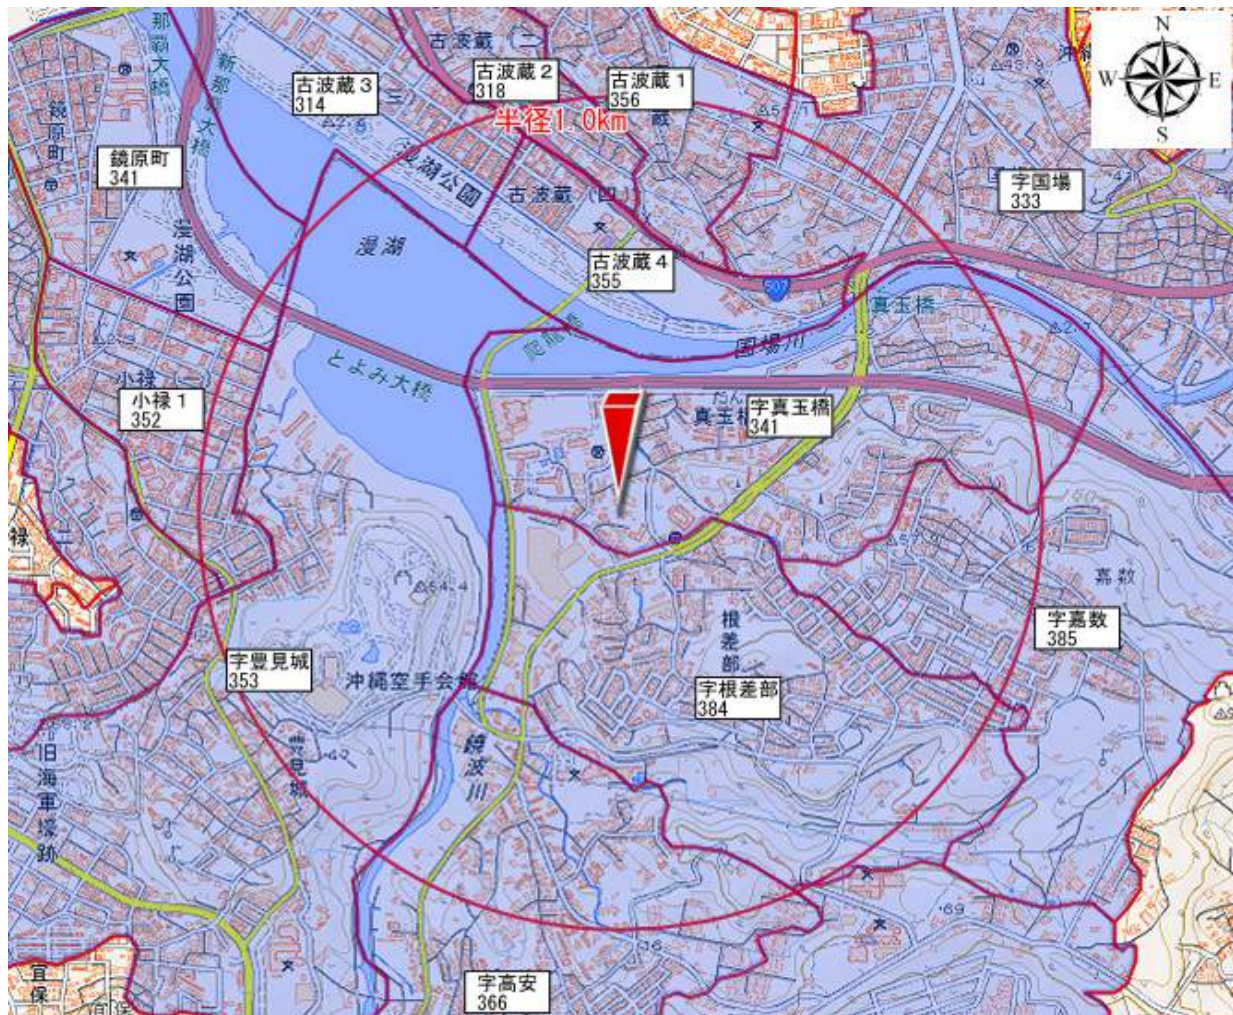 N
W
E
S
那覇大橋
新那覇大橋
鏡原町
古波蔵(二)
古波蔵3
314
古波蔵2
318
古波蔵1
356
半径1.0km
鏡原町
341
字国場
333
漫湖公園
古波蔵(四)
漫湖公園
漫湖
古波蔵4
355
507
真玉橋
国場川
とよみ大橋
小禄1
352
字真玉橋
341
嘉数
根差部
字嘉数
385
字豊見城
353
沖縄空手会館
字根差部
384
豊見城
饒波川
旧海軍壕跡
宜保
宜保
字高安
366